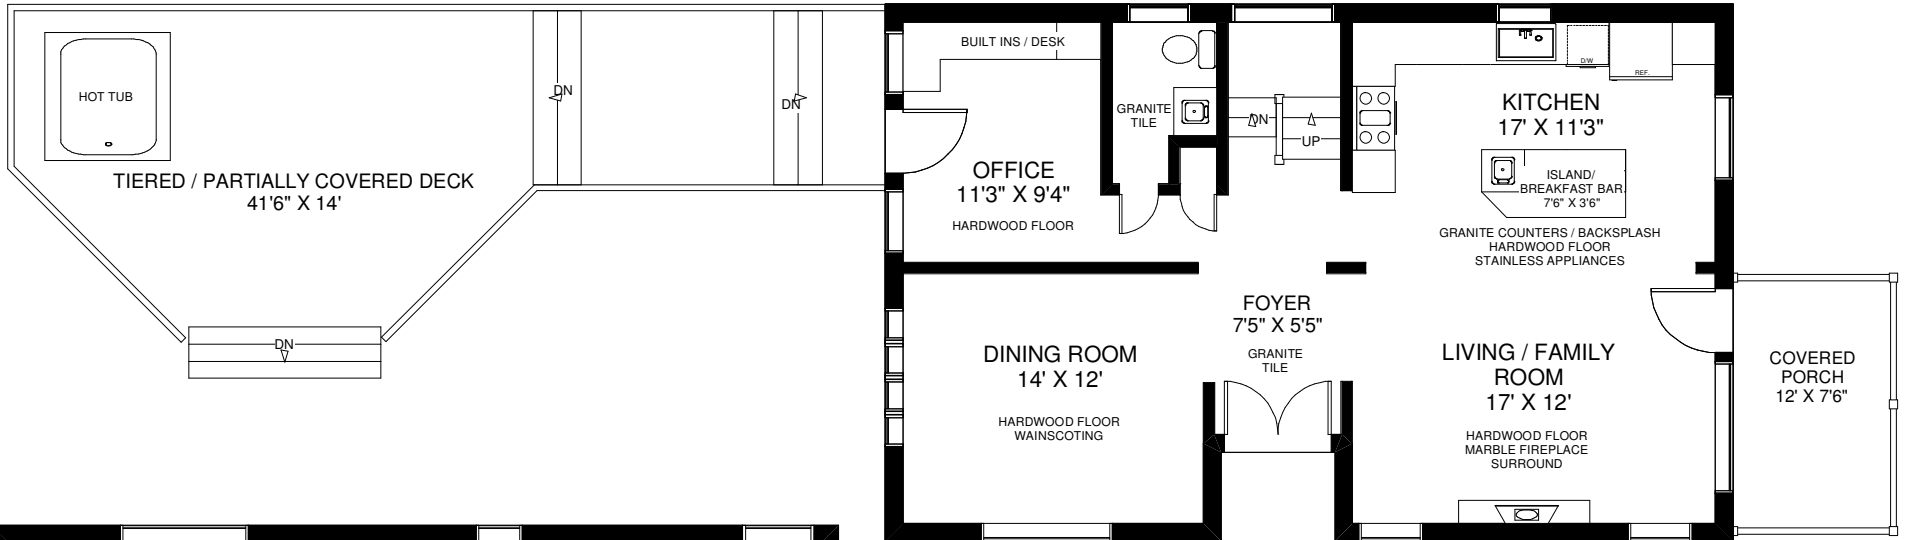 HOT TUB
DN
DN
TIERED / PARTIALLY COVERED DECK
41'6" X 14'
DN
BUILT INS / DESK
OFFICE
11'3" X 9'4"
HARDWOOD FLOOR
GRANITE
TILE
DN
UP
D/W
REF.
KITCHEN
17' X 11'3"
ISLAND/
BREAKFAST BAR
7'6" X 3'6"
GRANITE COUNTERS / BACKSPLASH
HARDWOOD FLOOR
STAINLESS APPLIANCES
DINING ROOM
14' X 12'
HARDWOOD FLOOR
WAINSCOTING
FOYER
7'5" X 5'5"
GRANITE
TILE
LIVING / FAMILY
ROOM
17' X 12'
HARDWOOD FLOOR
MARBLE FIREPLACE
SURROUND
COVERED
PORCH
12' X 7'6"